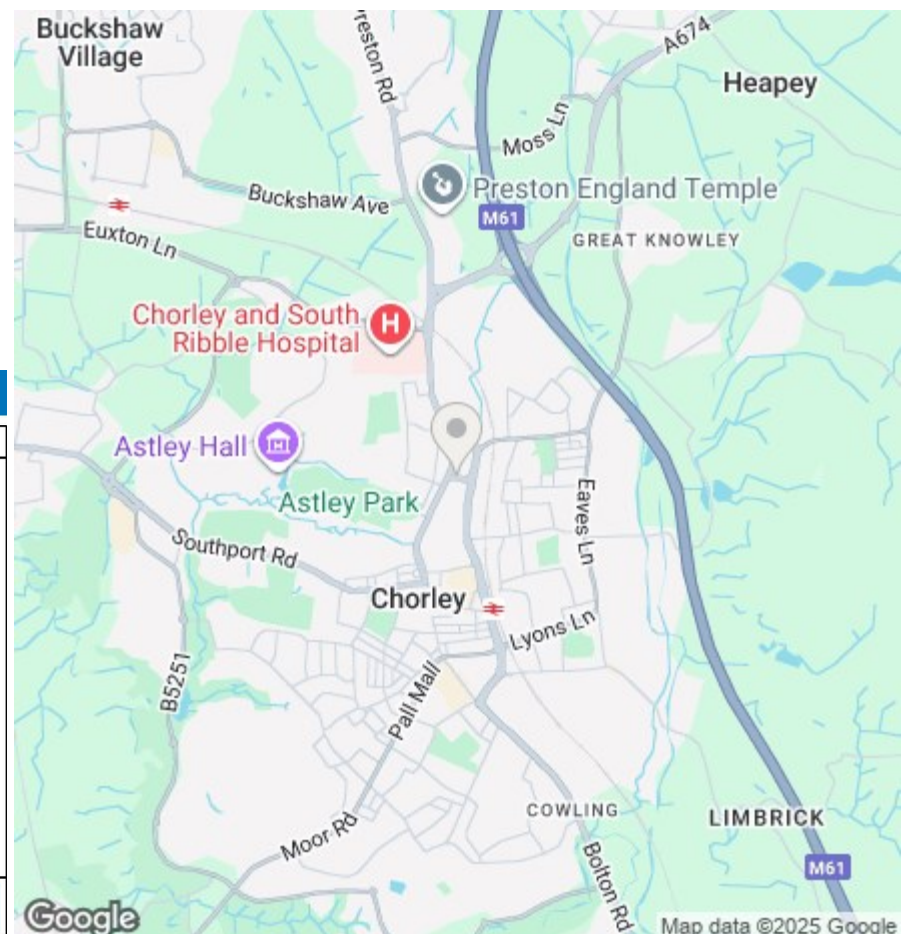 Buckshaw
Village
Preston Rd
A674
Heapey
Moss Ln
Buckshaw Ave
Preston England Temple
M61
Euxton Ln
GREAT KNOWLEY
Chorley and South
Ribble Hospital
H
Astley Hall
Astley Park
Eaves Ln
Southport Rd
Chorley
Lyons Ln
B5251
Pall Mall
COWLING
LIMBRICK
Moor Rd
Bolton Rd
M61
Google
Map data ©2025 Google